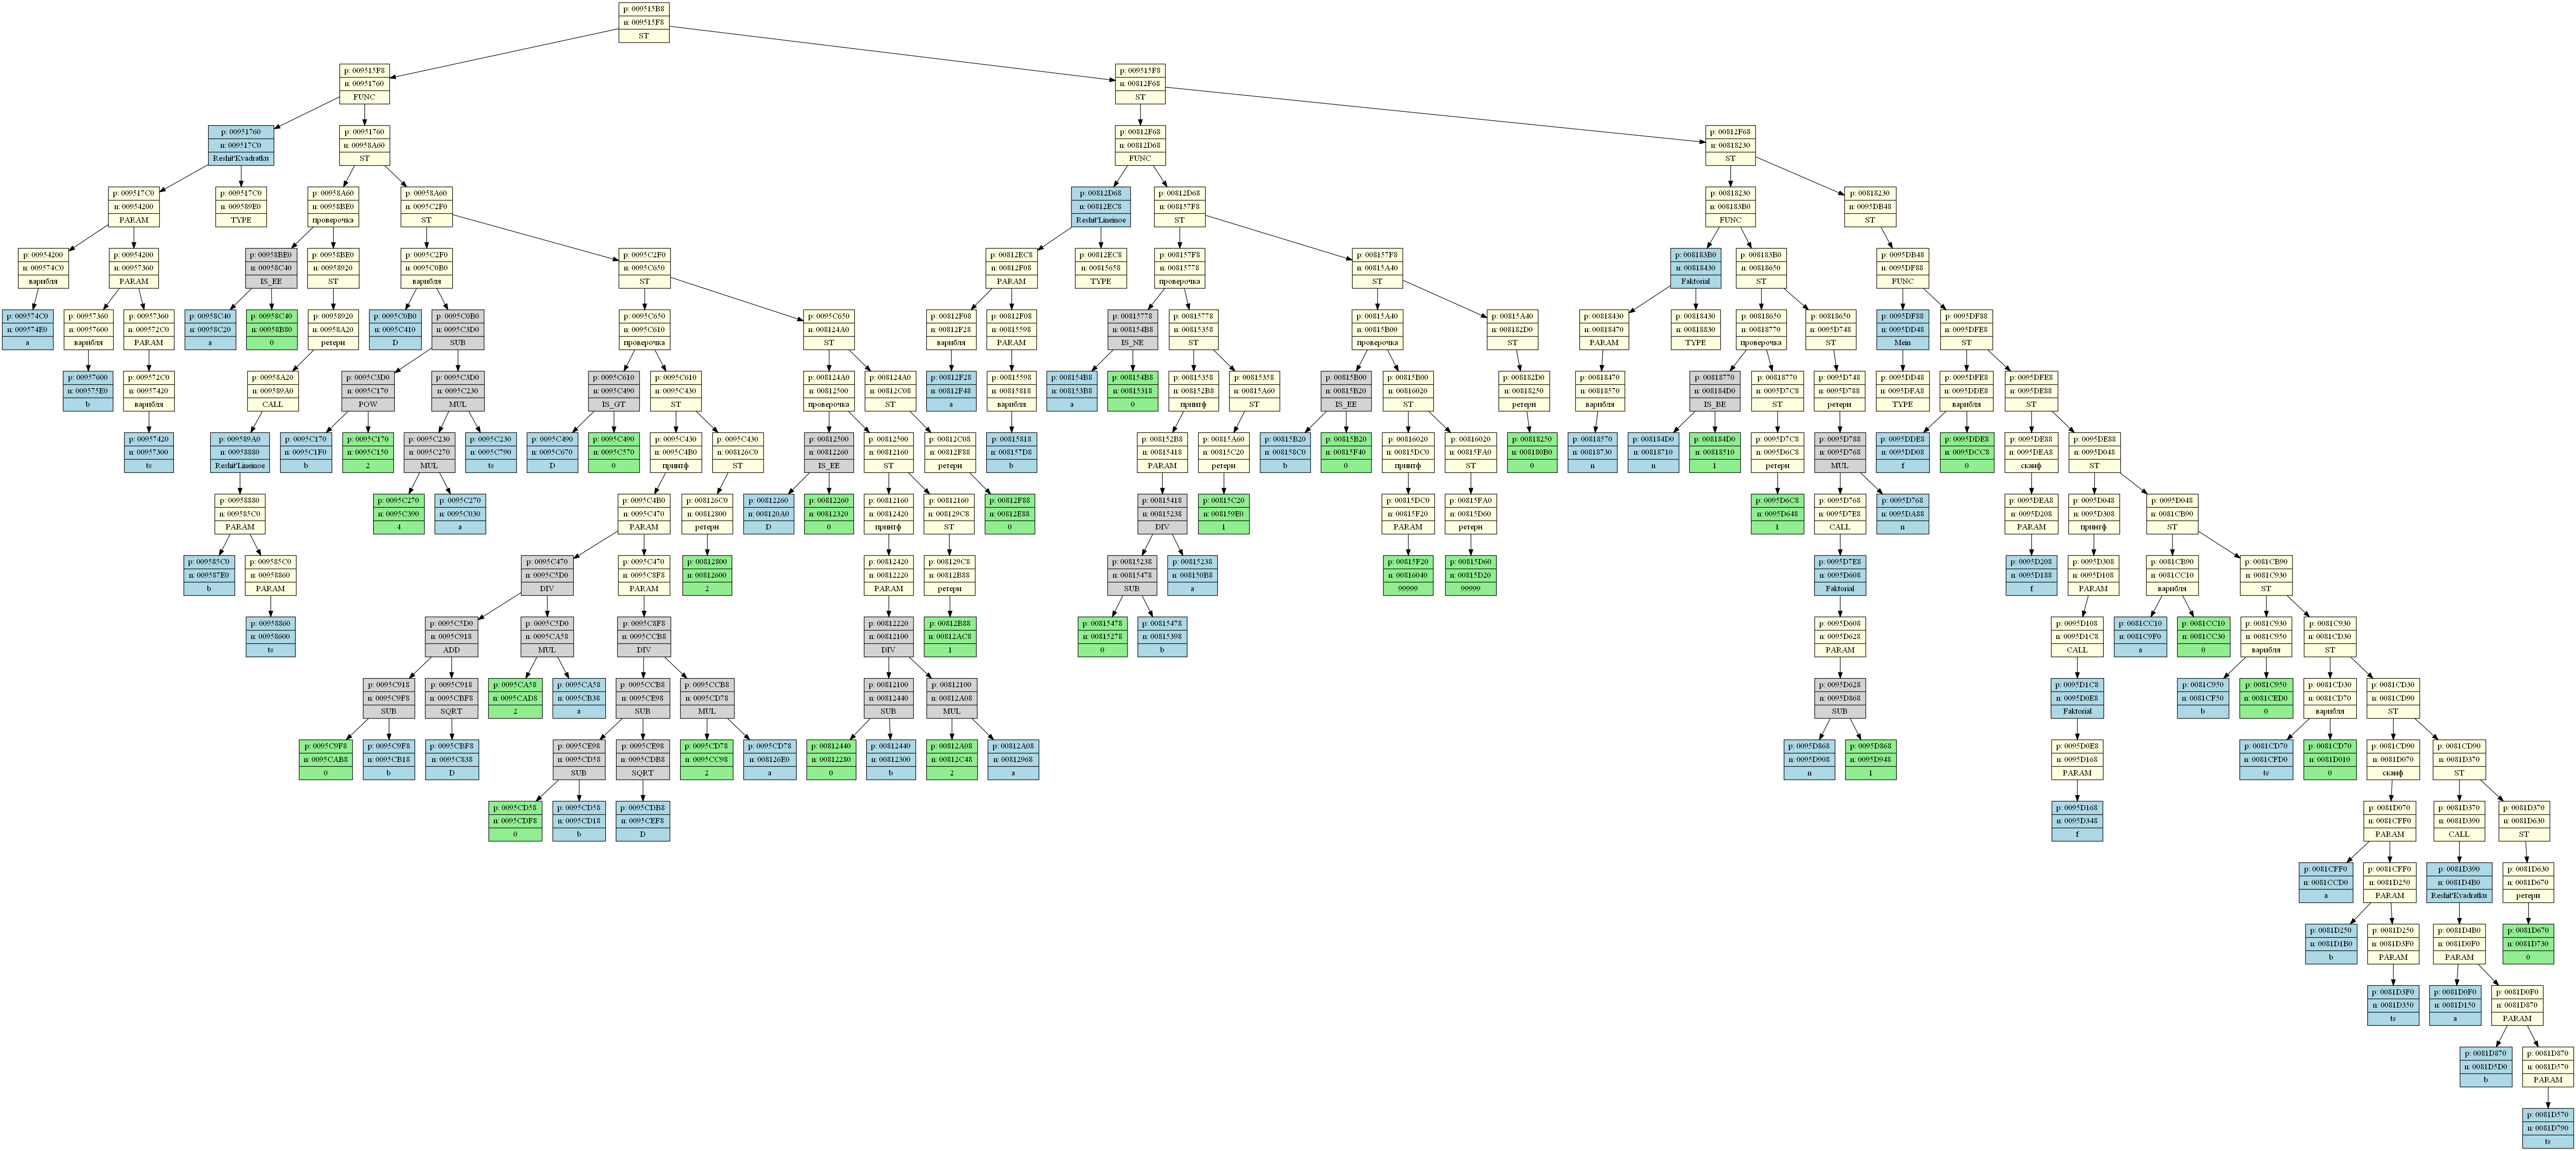 p: 009515B8
n: 009515F8
ST
p: 009515F8
n: 00951760
FUNC
p: 009515F8
n: 00812F68
ST
p: 00951760
n: 009517C0
Reshit'Kvadratku
p: 00951760
n: 00958A60
ST
p: 00812F68
n: 00812D68
FUNC
p: 00812F68
n: 00818230
ST
p: 009517C0
n: 00954200
PARAM
p: 009517C0
n: 009589E0
TYPE
p: 00958A60
n: 00958BE0
проверочка
p: 00958A60
n: 0095C2F0
ST
p: 00812D68
n: 00812EC8
Reshit'Lineinoe
p: 00812D68
n: 008157F8
ST
p: 00818230
n: 008183B0
FUNC
p: 00818230
n: 0095DB48
ST
p: 00954200
n: 009574C0
варибля
p: 00954200
n: 00957360
PARAM
p: 00958BE0
n: 00958C40
IS_EE
p: 00958BE0
n: 00958920
ST
p: 0095C2F0
n: 0095C0B0
варибля
p: 0095C2F0
n: 0095C650
ST
p: 00812EC8
n: 00812F08
PARAM
p: 00812EC8
n: 00815658
TYPE
p: 008157F8
n: 00815778
проверочка
p: 008157F8
n: 00815A40
ST
p: 008183B0
n: 00818430
Faktorial
p: 008183B0
n: 00818650
ST
p: 0095DB48
n: 0095DF88
FUNC
p: 009574C0
n: 009574E0
a
p: 00957360
n: 00957600
варибля
p: 00957360
n: 009572C0
PARAM
p: 00958C40
n: 00958C20
a
p: 00958C40
n: 00958B80
0
p: 00958920
n: 00958A20
ретерн
p: 0095C0B0
n: 0095C410
D
p: 0095C0B0
n: 0095C3D0
SUB
p: 0095C650
n: 0095C610
проверочка
p: 0095C650
n: 008124A0
ST
p: 00812F08
n: 00812F28
варибля
p: 00812F08
n: 00815598
PARAM
p: 00815778
n: 008154B8
IS_NE
p: 00815778
n: 00815358
ST
p: 00815A40
n: 00815B00
проверочка
p: 00815A40
n: 008182D0
ST
p: 00818430
n: 00818470
PARAM
p: 00818430
n: 00818830
TYPE
p: 00818650
n: 00818770
проверочка
p: 00818650
n: 0095D748
ST
p: 0095DF88
n: 0095DD48
Mein
p: 0095DF88
n: 0095DFE8
ST
p: 00957600
n: 009575E0
b
p: 009572C0
n: 00957420
варибля
p: 00958A20
n: 009589A0
CALL
p: 0095C3D0
n: 0095C170
POW
p: 0095C3D0
n: 0095C230
MUL
p: 0095C610
n: 0095C490
IS_GT
p: 0095C610
n: 0095C430
ST
p: 008124A0
n: 00812500
проверочка
p: 008124A0
n: 00812C08
ST
p: 00812F28
n: 00812F48
a
p: 00815598
n: 00815818
варибля
p: 008154B8
n: 008153B8
a
p: 008154B8
n: 00815318
0
p: 00815358
n: 008152B8
принтф
p: 00815358
n: 00815A60
ST
p: 00815B00
n: 00815B20
IS_EE
p: 00815B00
n: 00816020
ST
p: 008182D0
n: 00818250
ретерн
p: 00818470
n: 00818570
варибля
p: 00818770
n: 008184D0
IS_BE
p: 00818770
n: 0095D7C8
ST
p: 0095D748
n: 0095D788
ретерн
p: 0095DD48
n: 0095DFA8
TYPE
p: 0095DFE8
n: 0095DDE8
варибля
p: 0095DFE8
n: 0095DE88
ST
p: 00957420
n: 00957300
ts
p: 009589A0
n: 00958880
Reshit'Lineinoe
p: 0095C170
n: 0095C1F0
b
p: 0095C170
n: 0095C150
2
p: 0095C230
n: 0095C270
MUL
p: 0095C230
n: 0095C790
ts
p: 0095C490
n: 0095C670
D
p: 0095C490
n: 0095C570
0
p: 0095C430
n: 0095C4B0
принтф
p: 0095C430
n: 008126C0
ST
p: 00812500
n: 00812260
IS_EE
p: 00812500
n: 00812160
ST
p: 00812C08
n: 00812F88
ретерн
p: 00815818
n: 008157D8
b
p: 008152B8
n: 00815418
PARAM
p: 00815A60
n: 00815C20
ретерн
p: 00815B20
n: 008158C0
b
p: 00815B20
n: 00815F40
0
p: 00816020
n: 00815DC0
принтф
p: 00816020
n: 00815FA0
ST
p: 00818250
n: 008180B0
0
p: 00818570
n: 00818730
n
p: 008184D0
n: 00818710
n
p: 008184D0
n: 00818510
1
p: 0095D7C8
n: 0095D6C8
ретерн
p: 0095D788
n: 0095D768
MUL
p: 0095DDE8
n: 0095DD08
f
p: 0095DDE8
n: 0095DCC8
0
p: 0095DE88
n: 0095DEA8
сканф
p: 0095DE88
n: 0095D048
ST
p: 00958880
n: 009585C0
PARAM
p: 0095C270
n: 0095C390
4
p: 0095C270
n: 0095C030
a
p: 0095C4B0
n: 0095C470
PARAM
p: 008126C0
n: 00812800
ретерн
p: 00812260
n: 008120A0
D
p: 00812260
n: 00812320
0
p: 00812160
n: 00812420
принтф
p: 00812160
n: 008129C8
ST
p: 00812F88
n: 00812E88
0
p: 00815418
n: 00815238
DIV
p: 00815C20
n: 008159E0
1
p: 00815DC0
n: 00815F20
PARAM
p: 00815FA0
n: 00815D60
ретерн
p: 0095D6C8
n: 0095D648
1
p: 0095D768
n: 0095D7E8
CALL
p: 0095D768
n: 0095DA88
n
p: 0095DEA8
n: 0095D208
PARAM
p: 0095D048
n: 0095D308
принтф
p: 0095D048
n: 0081CB90
ST
p: 009585C0
n: 009587E0
b
p: 009585C0
n: 00958860
PARAM
p: 0095C470
n: 0095C5D0
DIV
p: 0095C470
n: 0095C8F8
PARAM
p: 00812800
n: 00812600
2
p: 00812420
n: 00812220
PARAM
p: 008129C8
n: 00812B88
ретерн
p: 00815238
n: 00815478
SUB
p: 00815238
n: 008150B8
a
p: 00815F20
n: 00816040
99999
p: 00815D60
n: 00815D20
99999
p: 0095D7E8
n: 0095D608
Faktorial
p: 0095D208
n: 0095D188
f
p: 0095D308
n: 0095D108
PARAM
p: 0081CB90
n: 0081CC10
варибля
p: 0081CB90
n: 0081C930
ST
p: 00958860
n: 00958600
ts
p: 0095C5D0
n: 0095C918
ADD
p: 0095C5D0
n: 0095CA58
MUL
p: 0095C8F8
n: 0095CCB8
DIV
p: 00812220
n: 00812100
DIV
p: 00812B88
n: 00812AC8
1
p: 00815478
n: 00815278
0
p: 00815478
n: 00815398
b
p: 0095D608
n: 0095D628
PARAM
p: 0095D108
n: 0095D1C8
CALL
p: 0081CC10
n: 0081C9F0
a
p: 0081CC10
n: 0081CC30
0
p: 0081C930
n: 0081C950
варибля
p: 0081C930
n: 0081CD30
ST
p: 0095C918
n: 0095C9F8
SUB
p: 0095C918
n: 0095CBF8
SQRT
p: 0095CA58
n: 0095CAD8
2
p: 0095CA58
n: 0095CB38
a
p: 0095CCB8
n: 0095CE98
SUB
p: 0095CCB8
n: 0095CD78
MUL
p: 00812100
n: 00812440
SUB
p: 00812100
n: 00812A08
MUL
p: 0095D628
n: 0095D868
SUB
p: 0095D1C8
n: 0095D0E8
Faktorial
p: 0081C950
n: 0081CF50
b
p: 0081C950
n: 0081CED0
0
p: 0081CD30
n: 0081CD70
варибля
p: 0081CD30
n: 0081CD90
ST
p: 0095C9F8
n: 0095CAB8
0
p: 0095C9F8
n: 0095CB18
b
p: 0095CBF8
n: 0095C838
D
p: 0095CE98
n: 0095CD58
SUB
p: 0095CE98
n: 0095CDB8
SQRT
p: 0095CD78
n: 0095CC98
2
p: 0095CD78
n: 008126E0
a
p: 00812440
n: 00812280
0
p: 00812440
n: 00812300
b
p: 00812A08
n: 00812C48
2
p: 00812A08
n: 00812968
a
p: 0095D868
n: 0095D908
n
p: 0095D868
n: 0095D948
1
p: 0095D0E8
n: 0095D168
PARAM
p: 0081CD70
n: 0081CFD0
ts
p: 0081CD70
n: 0081D010
0
p: 0081CD90
n: 0081D070
сканф
p: 0081CD90
n: 0081D370
ST
p: 0095CD58
n: 0095CDF8
0
p: 0095CD58
n: 0095CD18
b
p: 0095CDB8
n: 0095CEF8
D
p: 0095D168
n: 0095D348
f
p: 0081D070
n: 0081CFF0
PARAM
p: 0081D370
n: 0081D390
CALL
p: 0081D370
n: 0081D630
ST
p: 0081CFF0
n: 0081CCD0
a
p: 0081CFF0
n: 0081D250
PARAM
p: 0081D390
n: 0081D4B0
Reshit'Kvadratku
p: 0081D630
n: 0081D670
ретерн
p: 0081D250
n: 0081D1B0
b
p: 0081D250
n: 0081D3F0
PARAM
p: 0081D4B0
n: 0081D0F0
PARAM
p: 0081D670
n: 0081D730
0
p: 0081D3F0
n: 0081D350
ts
p: 0081D0F0
n: 0081D150
a
p: 0081D0F0
n: 0081D870
PARAM
p: 0081D870
n: 0081D5D0
b
p: 0081D870
n: 0081D570
PARAM
p: 0081D570
n: 0081D790
ts